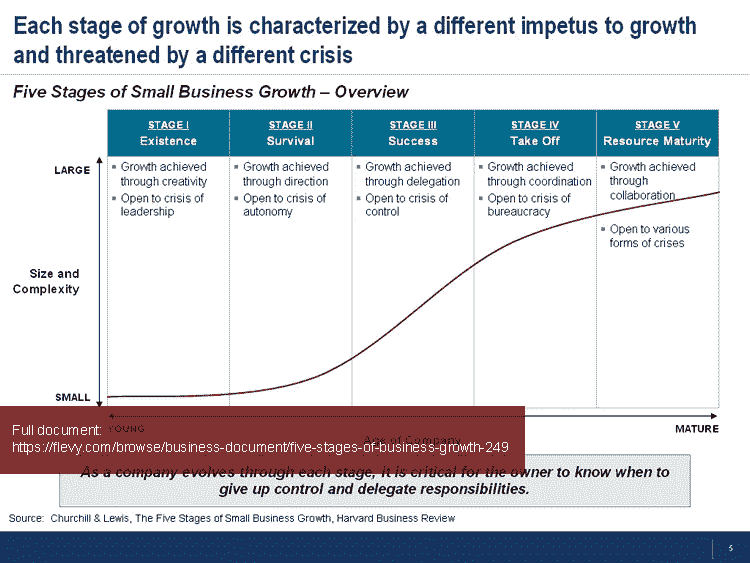 Each stage of growth is characterized by a different impetus to growth
and threatened by a different crisis
Five Stages of Small Business Growth – Overview
STAGE I
Existence
STAGE II
Survival
STAGE III
Success
STAGE IV
Take Off
STAGE V
Resource Maturity
LARGE
▪ Growth achieved
through creativity
▪ Open to crisis of
leadership
▪ Growth achieved
through direction
▪ Open to crisis of
autonomy
▪ Growth achieved
through delegation
▪ Open to crisis of
control
▪ Growth achieved
through coordination
▪ Open to crisis of
bureaucracy
▪ Growth achieved
through
collaboration
▪ Open to various
forms of crises
Size and
Complexity
SMALL
YOUNG
Age of Company
MATURE
Full document:
https://flevy.com/browse/business-document/five-stages-of-business-growth-249
As a company evolves through each stage, it is critical for the owner to know when to
give up control and delegate responsibilities.
Source: Churchill & Lewis, The Five Stages of Small Business Growth, Harvard Business Review
5